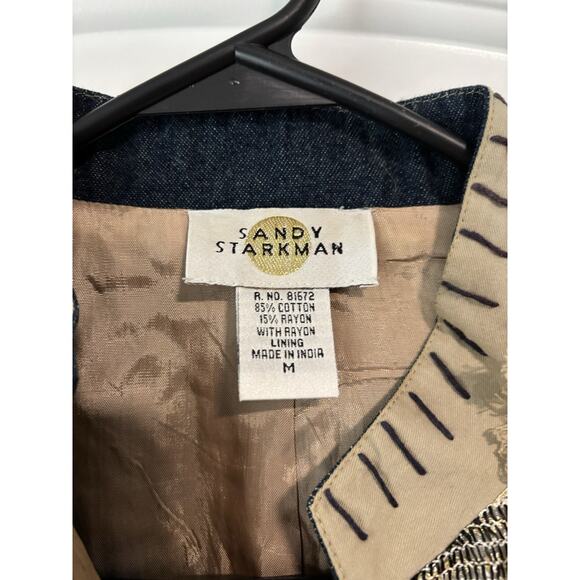 SANDY
STARKMAN
R. NO. 81672
85% COTTON
15% RAYON
WITH RAYON
LINING
MADE IN INDIA
M